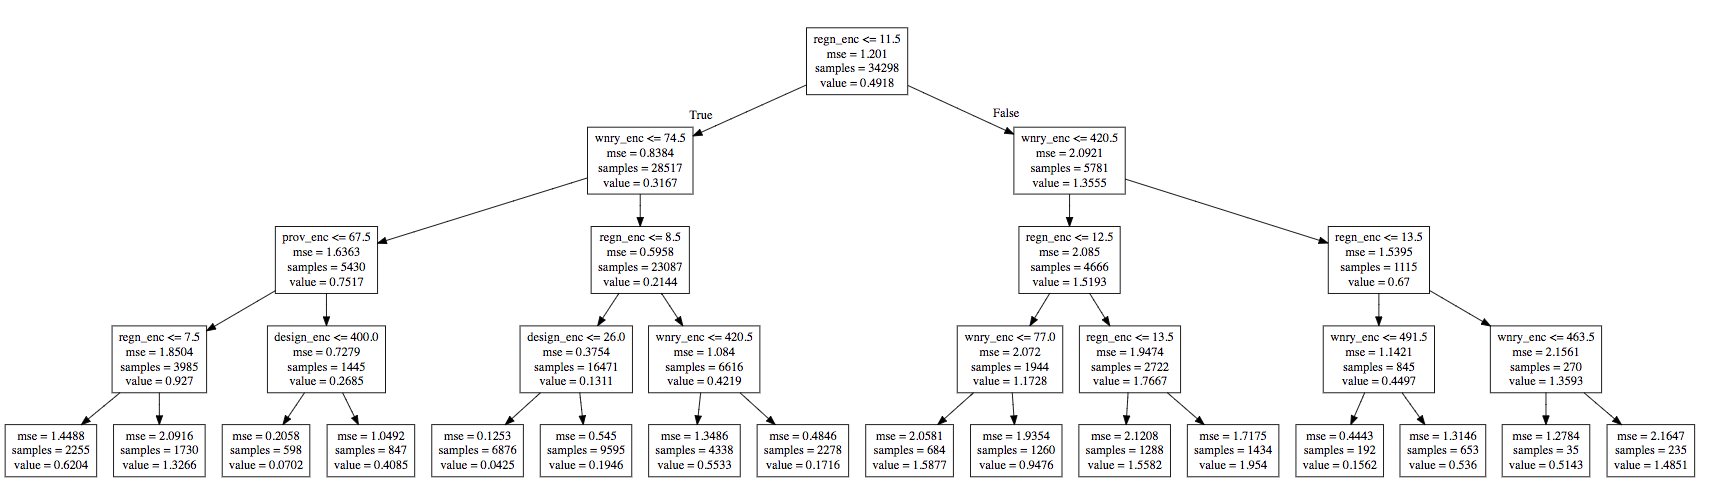 regn_enc <= 11.5
mse = 1.201
samples = 34298
value = 0.4918
True
False
wnry_enc <= 74.5
mse = 0.8384
samples = 28517
value = 0.3167
wnry_enc <= 420.5
mse = 2.0921
samples = 5781
value = 1.3555
prov_enc <= 67.5
mse = 1.6363
samples = 5430
value = 0.7517
regn_enc <= 8.5
mse = 0.5958
samples = 23087
value = 0.2144
regn_enc <= 12.5
mse = 2.085
samples = 4666
value = 1.5193
regn_enc <= 13.5
mse = 1.5395
samples = 1115
value = 0.67
regn_enc <= 7.5
mse = 1.8504
samples = 3985
value = 0.927
design_enc <= 400.0
mse = 0.7279
samples = 1445
value = 0.2685
design_enc <= 26.0
mse = 0.3754
samples = 16471
value = 0.1311
wnry_enc <= 420.5
mse = 1.084
samples = 6616
value = 0.4219
wnry_enc <= 77.0
mse = 2.072
samples = 1944
value = 1.1728
regn_enc <= 13.5
mse = 1.9474
samples = 2722
value = 1.7667
wnry_enc <= 491.5
mse = 1.1421
samples = 845
value = 0.4497
wnry_enc <= 463.5
mse = 2.1561
samples = 270
value = 1.3593
mse = 1.4488
samples = 2255
value = 0.6204
mse = 2.0916
samples = 1730
value = 1.3266
mse = 0.2058
samples = 598
value = 0.0702
mse = 1.0492
samples = 847
value = 0.4085
mse = 0.1253
samples = 6876
value = 0.0425
mse = 0.545
samples = 9595
value = 0.1946
mse = 1.3486
samples = 4338
value = 0.5533
mse = 0.4846
samples = 2278
value = 0.1716
mse = 2.0581
samples = 684
value = 1.5877
mse = 1.9354
samples = 1260
value = 0.9476
mse = 2.1208
samples = 1288
value = 1.5582
mse = 1.7175
samples = 1434
value = 1.954
mse = 0.4443
samples = 192
value = 0.1562
mse = 1.3146
samples = 653
value = 0.536
mse = 1.2784
samples = 35
value = 0.5143
mse = 2.1647
samples = 235
value = 1.4851